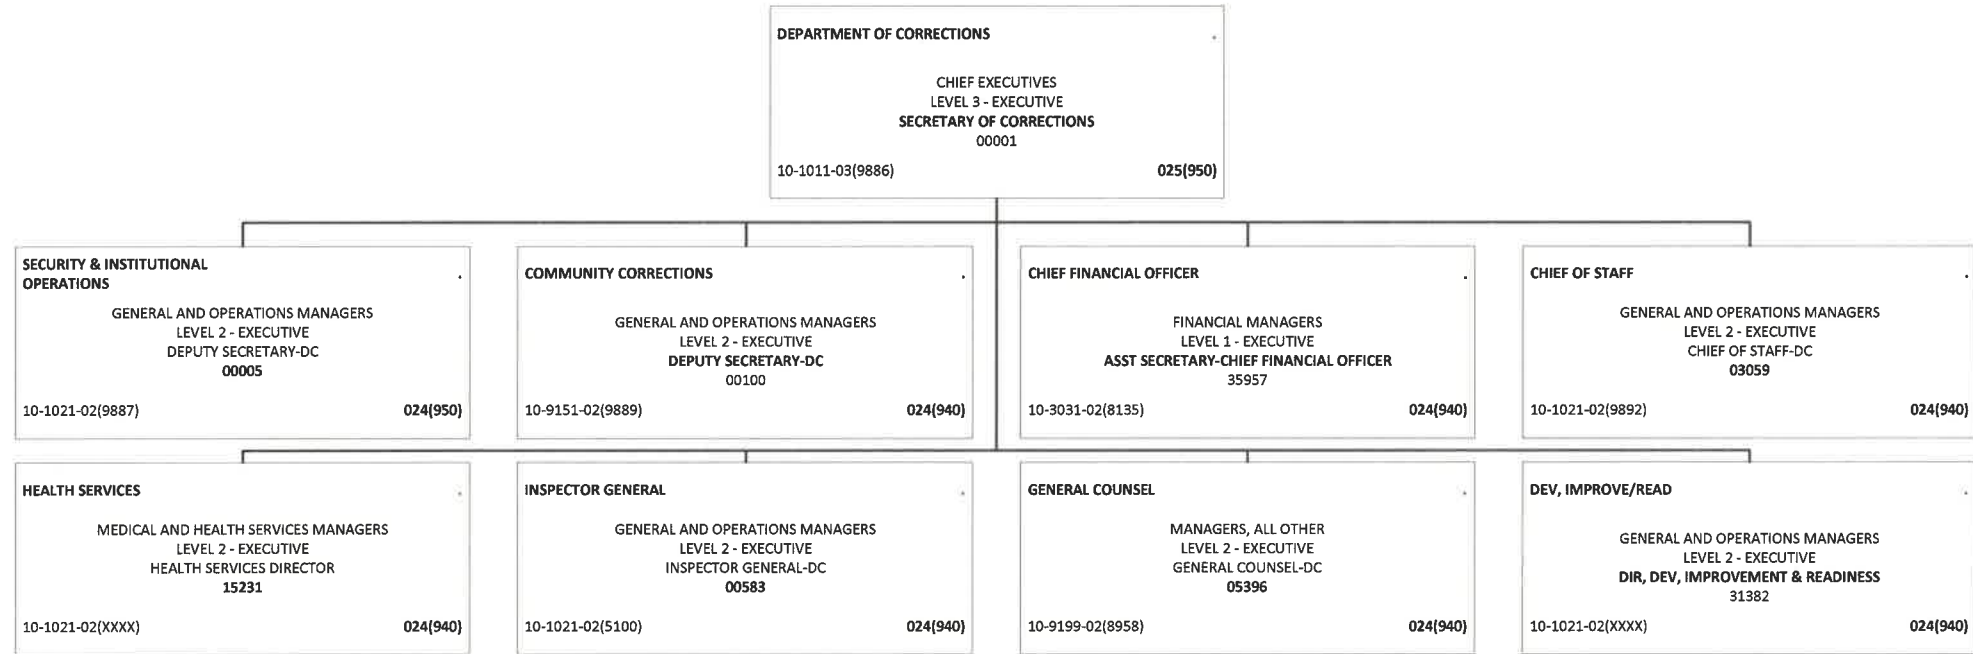 DEPARTMENT OF CORRECTIONS
CHIEF EXECUTIVES
LEVEL 3 - EXECUTIVE
SECRETARY OF CORRECTIONS
00001
10-1011-03(9886) 025(950)
SECURITY & INSTITUTIONAL
OPERATIONS
GENERAL AND OPERATIONS MANAGERS
LEVEL 2 - EXECUTIVE
DEPUTY SECRETARY-DC
00005
10-1021-02(9887) 024(950)
COMMUNITY CORRECTIONS
GENERAL AND OPERATIONS MANAGERS
LEVEL 2 - EXECUTIVE
DEPUTY SECRETARY-DC
00100
10-9151-02(9889) 024(940)
CHIEF FINANCIAL OFFICER
FINANCIAL MANAGERS
LEVEL 1 - EXECUTIVE
ASST SECRETARY-CHIEF FINANCIAL OFFICER
35957
10-3031-02(8135) 024(940)
CHIEF OF STAFF
GENERAL AND OPERATIONS MANAGERS
LEVEL 2 - EXECUTIVE
CHIEF OF STAFF-DC
03059
10-1021-02(9892) 024(940)
HEALTH SERVICES
MEDICAL AND HEALTH SERVICES MANAGERS
LEVEL 2 - EXECUTIVE
HEALTH SERVICES DIRECTOR
15231
10-1021-02(XXXX) 024(940)
INSPECTOR GENERAL
GENERAL AND OPERATIONS MANAGERS
LEVEL 2 - EXECUTIVE
INSPECTOR GENERAL-DC
00583
10-1021-02(5100) 024(940)
GENERAL COUNSEL
MANAGERS, ALL OTHER
LEVEL 2 - EXECUTIVE
GENERAL COUNSEL-DC
05396
10-9199-02(8958) 024(940)
DEV, IMPROVE/READ
GENERAL AND OPERATIONS MANAGERS
LEVEL 2 - EXECUTIVE
DIR, DEV, IMPROVEMENT & READINESS
31382
10-1021-02(XXXX) 024(940)